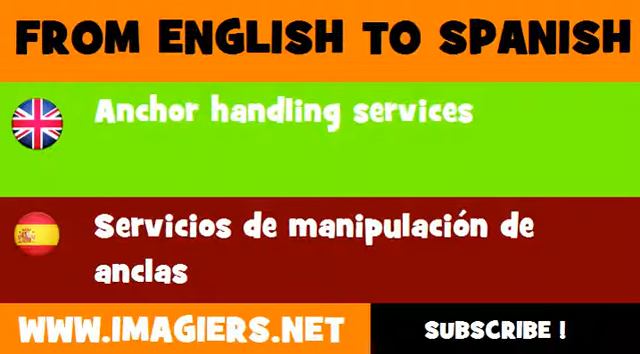 FROM ENGLISH TO SPANISH
Anchor handling services
Servicios de manipulación de
anclas
WWW.IMAGIERS.NET
SUBSCRIBE !